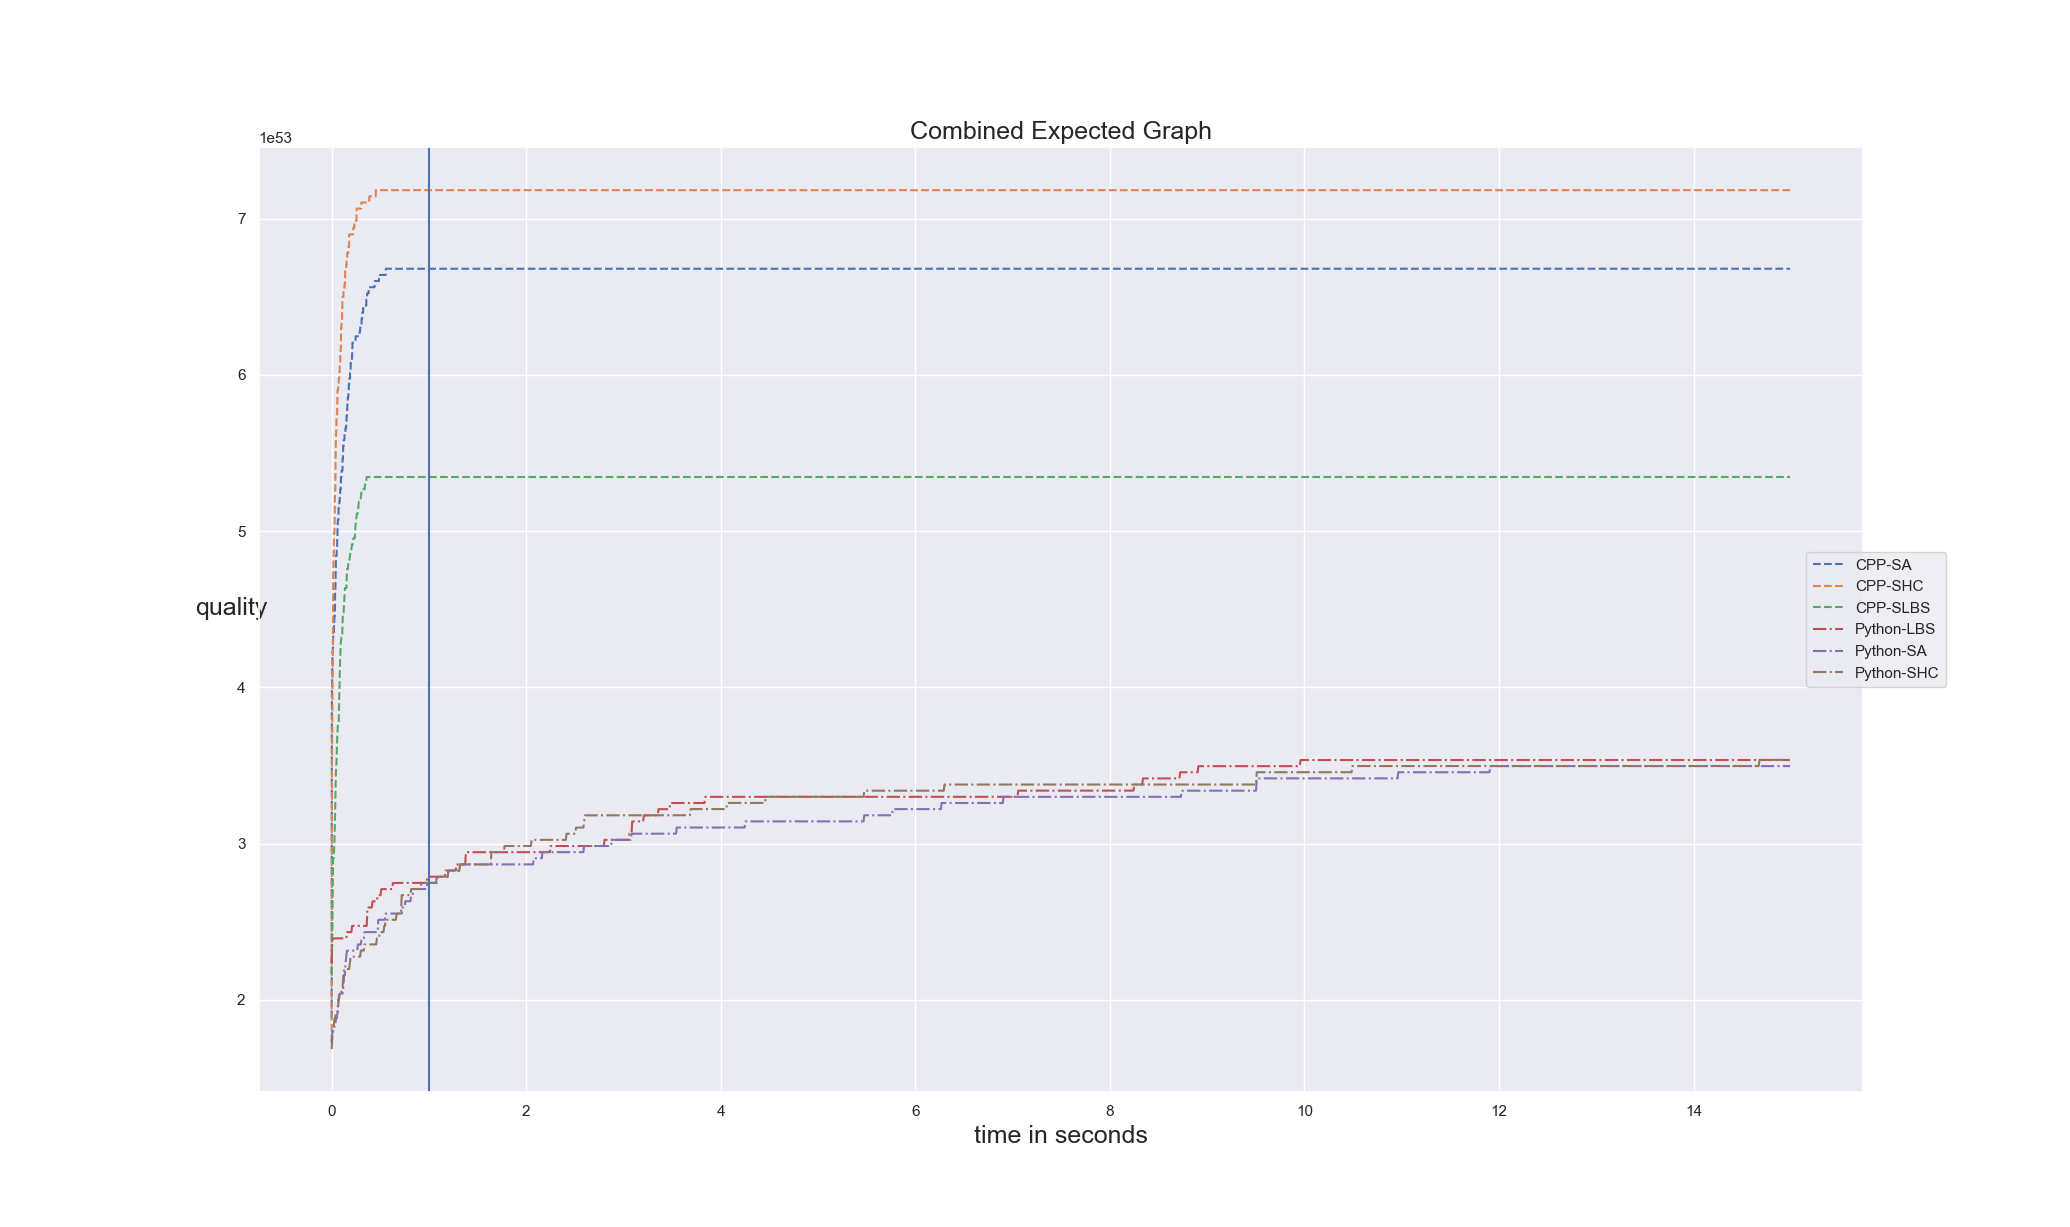 Combined Expected Graph
1e53
7
6
5
4
3
2
quality
CPP-SA
CPP-SHC
CPP-SLBS
Python-LBS
Python-SA
Python-SHC
0 2 4 6 8 10 12 14
time in seconds